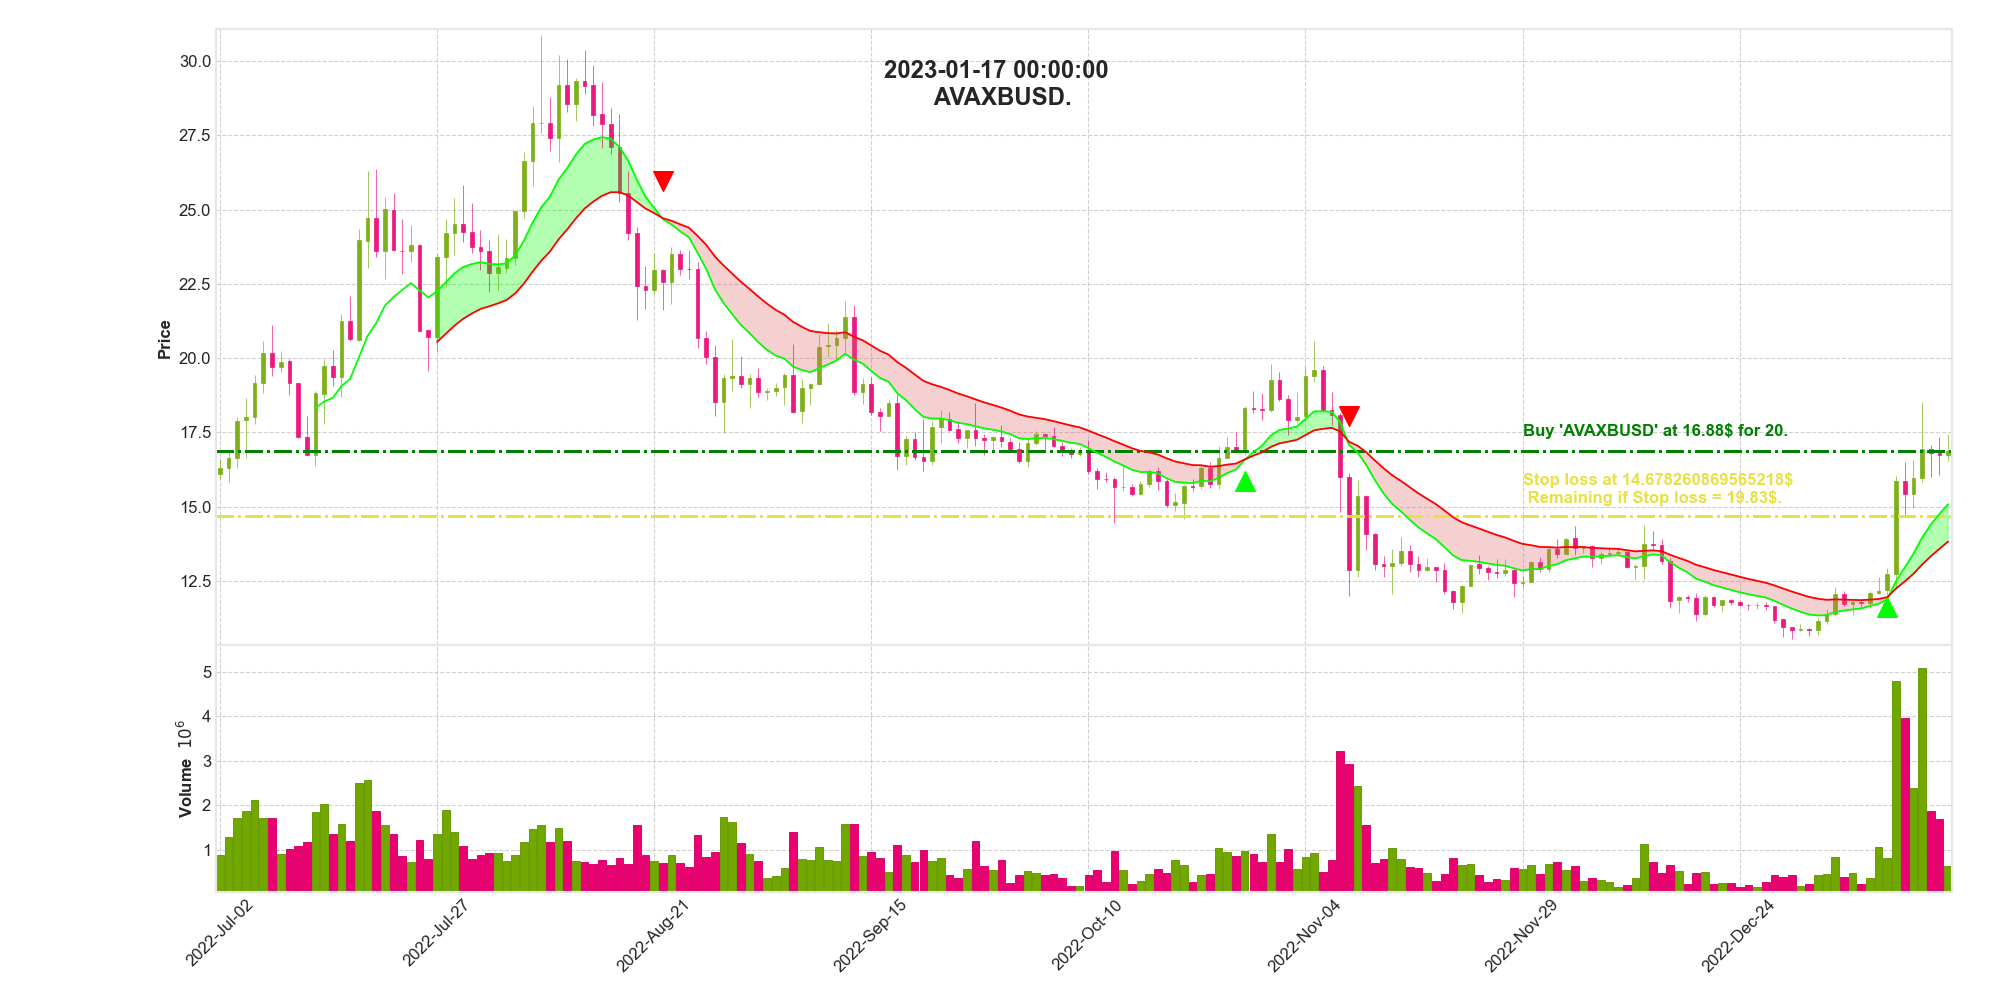 2023-01-17 00:00:00
AVAXBUSD.
Price
30.0
27.5
25.0
22.5
20.0
17.5
15.0
12.5
Buy 'AVAXBUSD' at 16.88$ for 20.
Stop loss at 14.678260869565218$
Remaining if Stop loss = 19.83$.
Volume 10^6
5
4
3
2
1
2022-Jul-02
2022-Jul-27
2022-Aug-21
2022-Sep-15
2022-Oct-10
2022-Nov-04
2022-Nov-29
2022-Dec-24